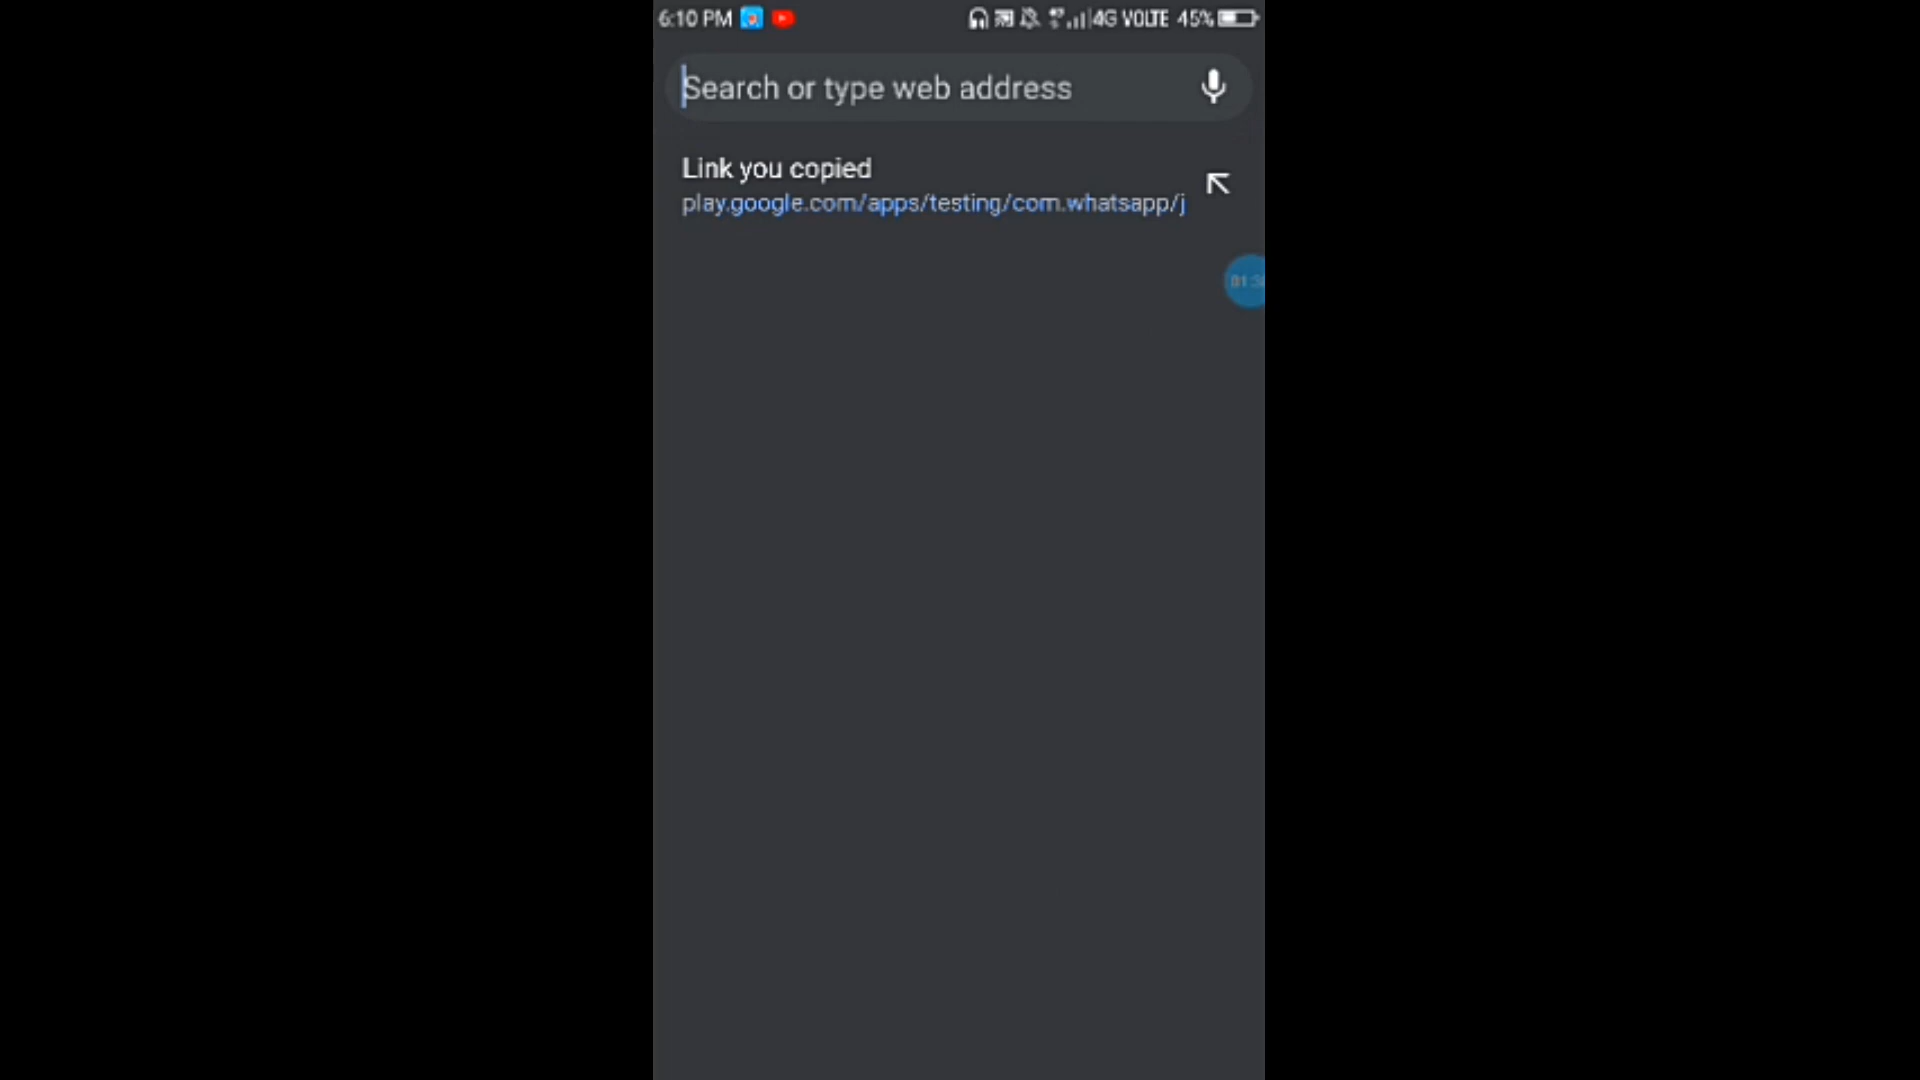 6:10 PM 4G VOLTE 45%
Search or type web address
Link you copied
play.google.com/apps/testing/com.whatsapp/j